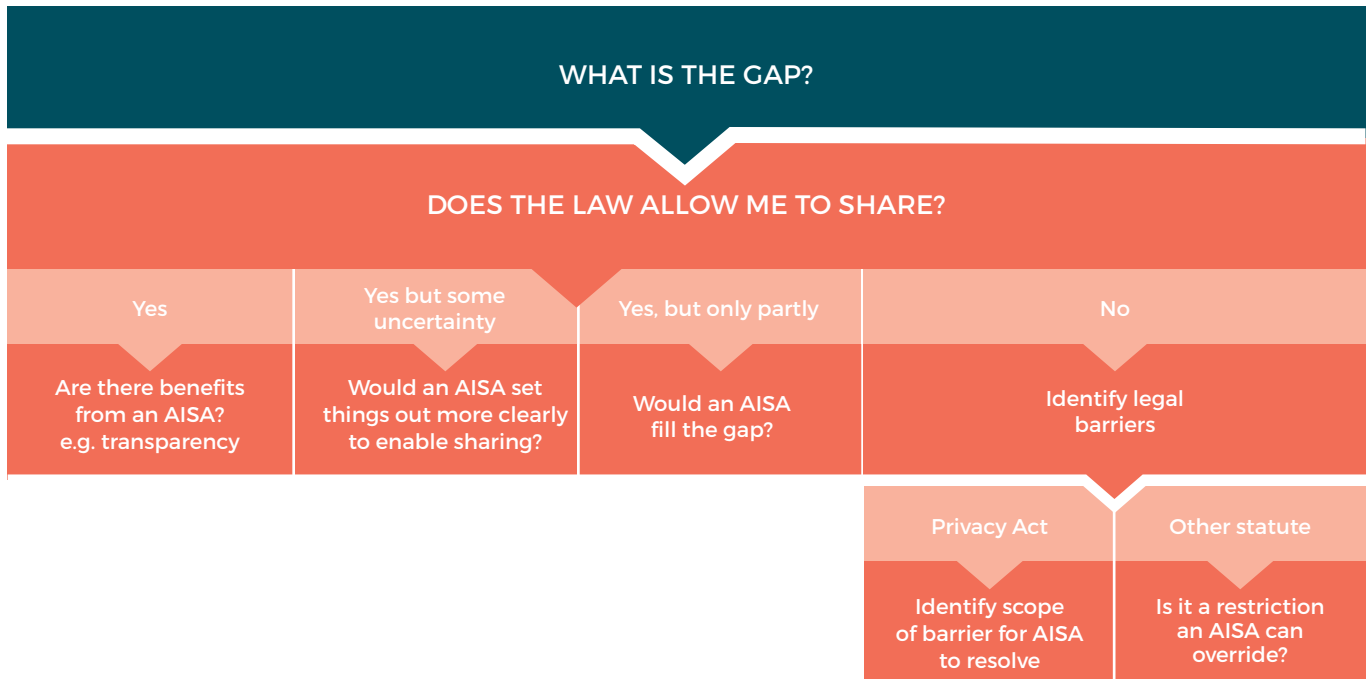 WHAT IS THE GAP?
DOES THE LAW ALLOW ME TO SHARE?
Yes
Yes but some
uncertainty
Yes, but only partly
No
Are there benefits
from an AISA?
e.g. transparency
Would an AISA set
things out more clearly
to enable sharing?
Would an AISA
fill the gap?
Identify legal
barriers
Privacy Act
Other statute
Identify scope
of barrier for AISA
to resolve
Is it a restriction
an AISA can
override?